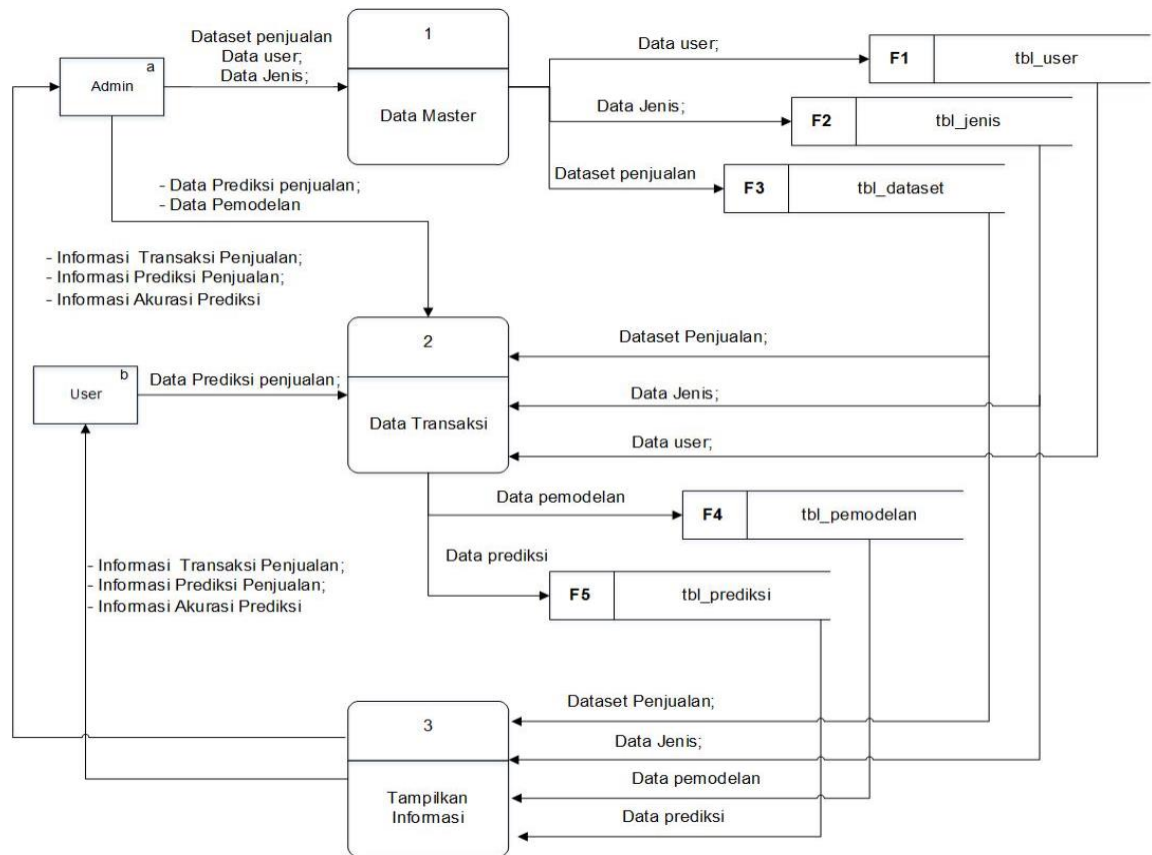 Dataset penjualan
Data user;
Data Jenis;
1
Data Master
a
Admin
Data user;
F1
tbl_user
Data Jenis;
F2
tbl_jenis
Dataset penjualan
F3
tbl_dataset
- Data Prediksi penjualan;
- Data Pemodelan
- Informasi Transaksi Penjualan;
- Informasi Prediksi Penjualan;
- Informasi Akurasi Prediksi
2
Data Transaksi
b
User
Data Prediksi penjualan;
Dataset Penjualan;
Data Jenis;
Data user;
Data pemodelan
F4
tbl_pemodelan
Data prediksi
F5
tbl_prediksi
- Informasi Transaksi Penjualan;
- Informasi Prediksi Penjualan;
- Informasi Akurasi Prediksi
3
Tampilkan
Informasi
Dataset Penjualan;
Data Jenis;
Data pemodelan
Data prediksi